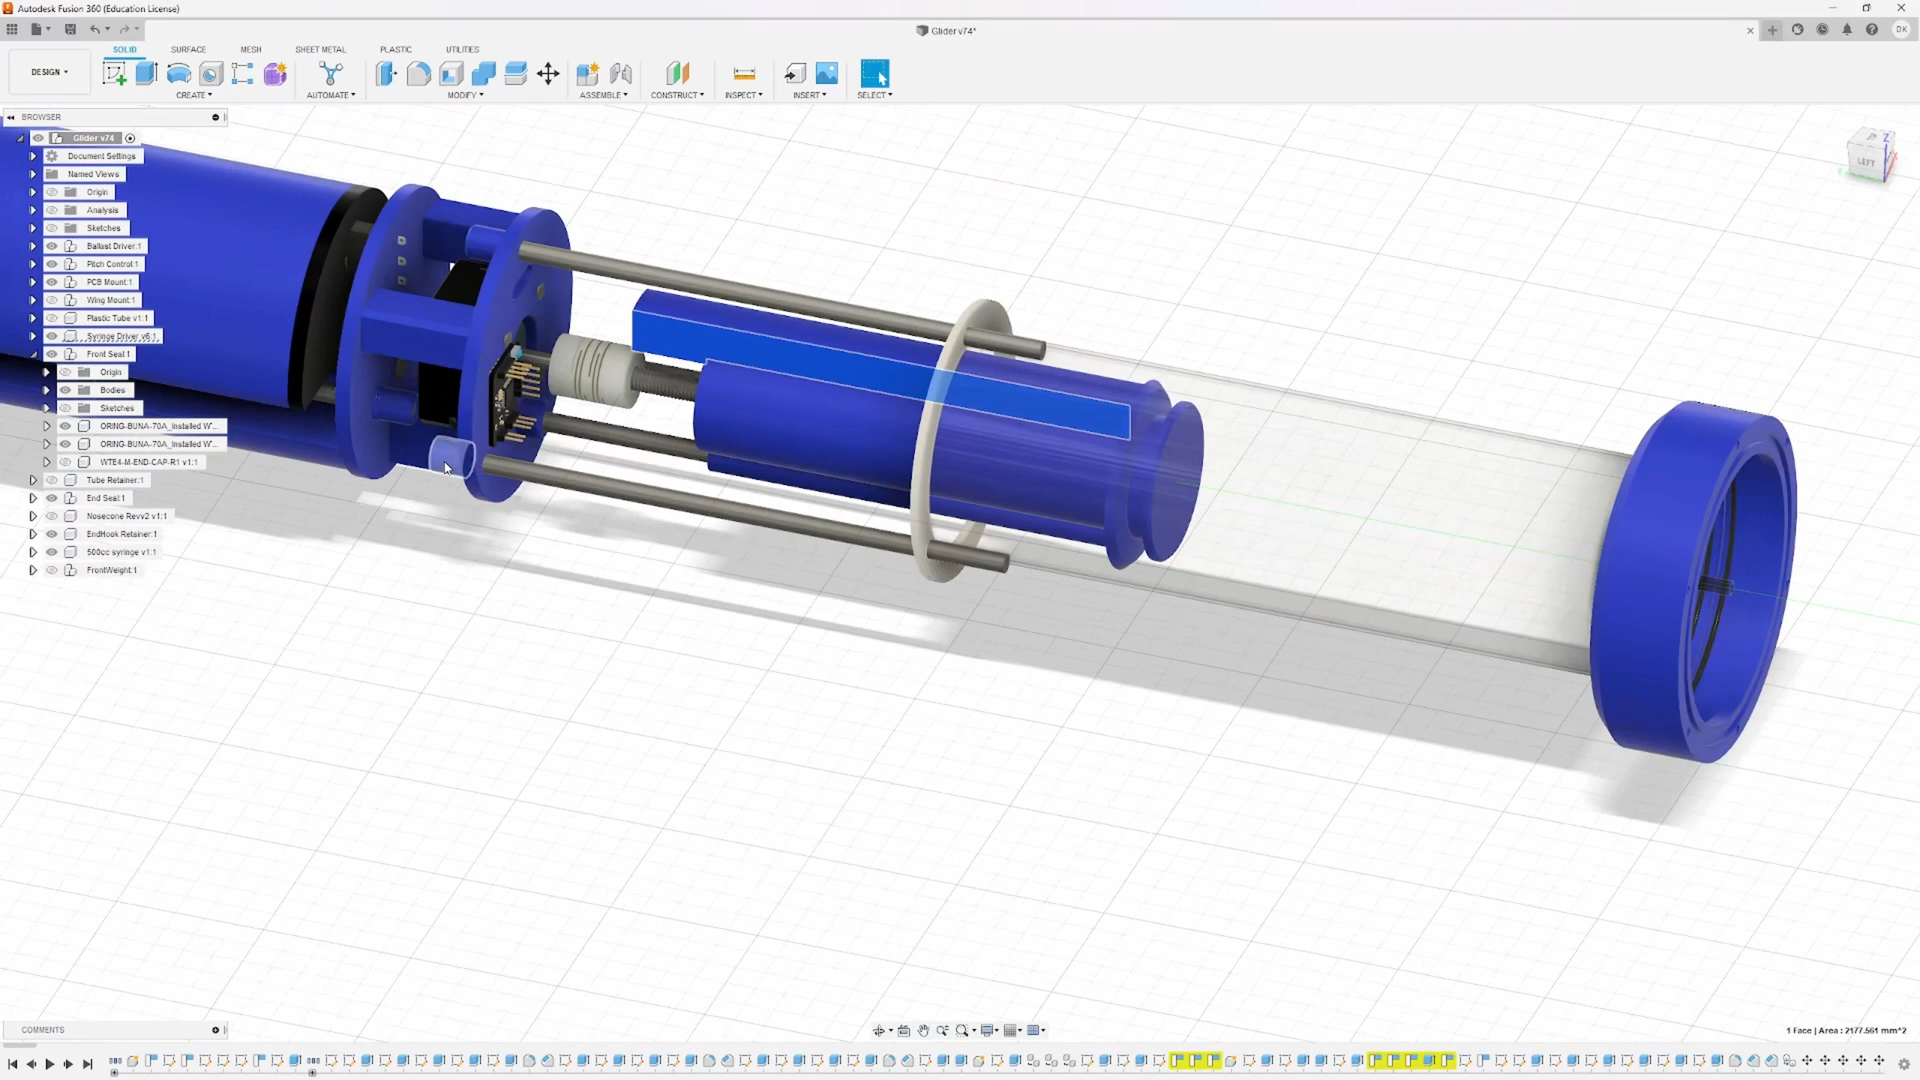 Autodesk Fusion 360 (Education License)
Glider v74*
DK
DESIGN
SOLID
SURFACE
MESH
SHEET METAL
PLASTIC
UTILITIES
CREATE
AUTOMATE
MODIFY
ASSEMBLE
CONSTRUCT
INSPECT
INSERT
SELECT
BROWSER
Glider v74
Document Settings
Named Views
Origin
Analysis
Sketches
Ballast Driver:1
Pitch Control:1
PCB Mount:1
Wing Mount:1
Plastic Tube v1:1
Syringe Driver v6:1
Front Seal:1
Origin
Bodies
Sketches
ORING-BUNA-70A_Installed W...
ORING-BUNA-70A_Installed W...
WTE4-M-END-CAP-R1 v1:1
Tube Retainer:1
End Seal:1
Nosecone Revv2 v1:1
EndHook Retainer:1
500cc syringe v1:1
FrontWeight:1
LEFT
Z
COMMENTS
1 Face | Area : 2177.561 mm^2